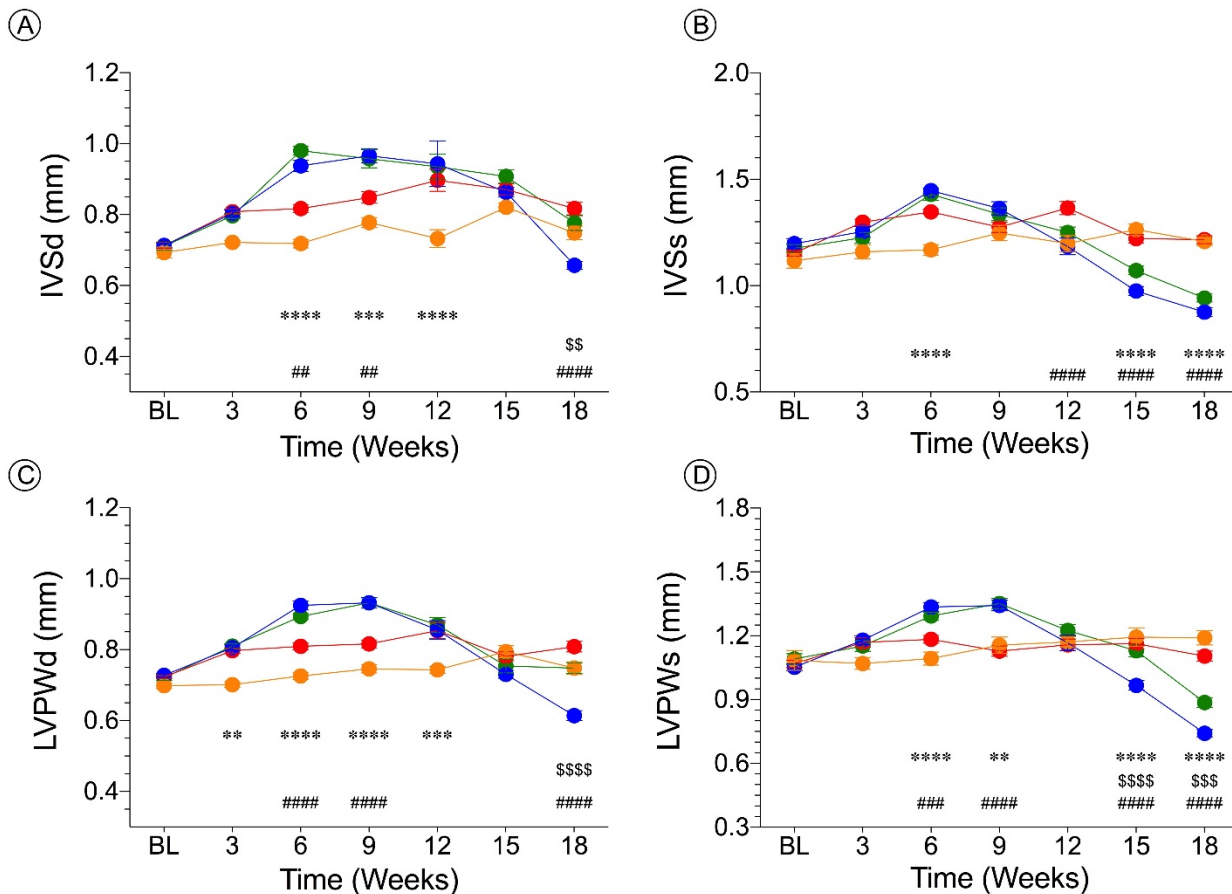 A
IVSd (mm)
1.2
1.0
0.8
0.6
0.4
**** *** ****
$$
## ## ####
BL 3 6 9 12 15 18
Time (Weeks)
B
IVSs (mm)
2.0
1.5
1.0
0.5
**** **** ****
#### #### ####
BL 3 6 9 12 15 18
Time (Weeks)
C
LVPWd (mm)
1.2
1.0
0.8
0.6
0.4
** **** **** ***
$$$$
#### #### ####
BL 3 6 9 12 15 18
Time (Weeks)
D
LVPWs (mm)
1.8
1.5
1.2
0.9
0.6
0.3
**** ** **** ****
$$$$ $$$
### #### #### ####
BL 3 6 9 12 15 18
Time (Weeks)